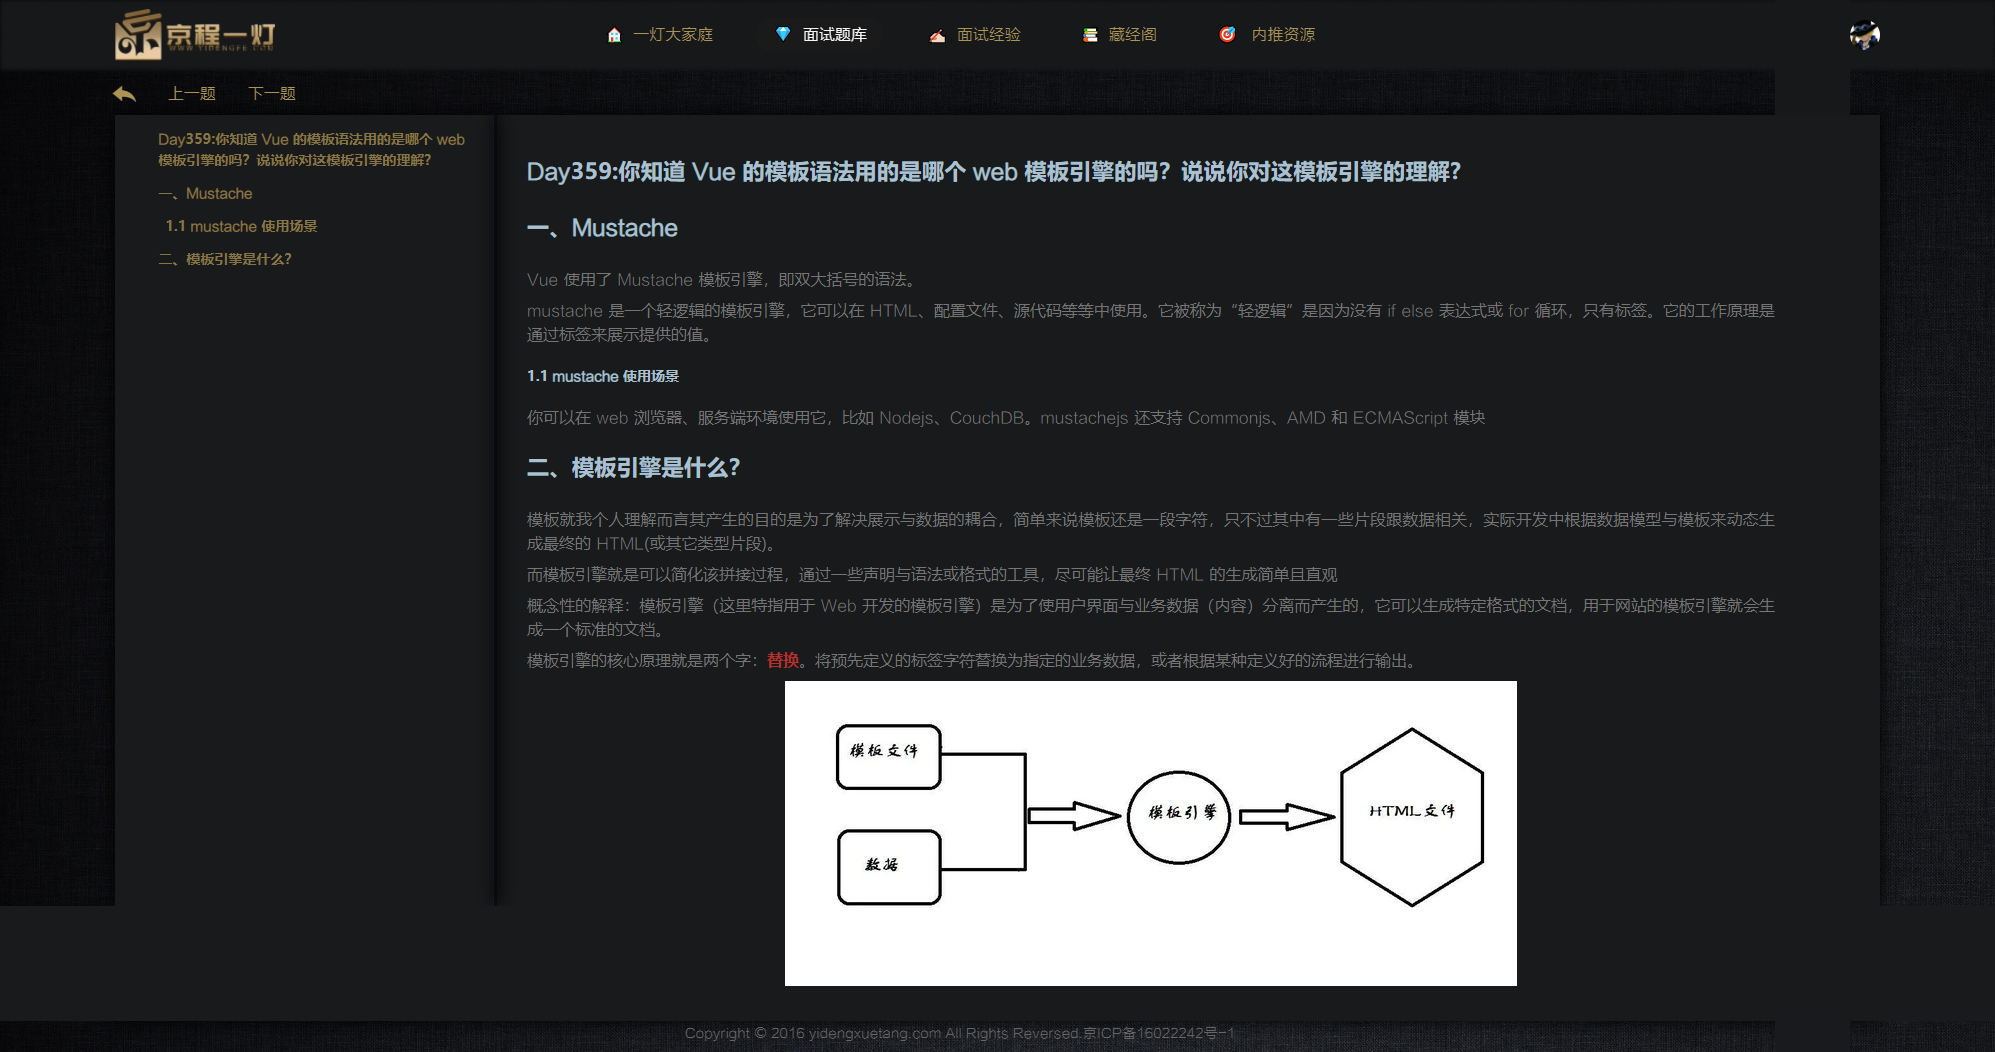 京程一灯
WWW.YIDENGFE.COM
一灯大家庭
面试题库
面试经验
藏经阁
内推资源
上一题
下一题
Day359:你知道 Vue 的模板语法用的是哪个 web
模板引擎的吗？说说你对这模板引擎的理解?
一、Mustache
1.1 mustache 使用场景
二、模板引擎是什么?
Day359:你知道 Vue 的模板语法用的是哪个 web 模板引擎的吗？说说你对这模板引擎的理解?
一、Mustache
Vue 使用了 Mustache 模板引擎，即双大括号的语法。
mustache 是一个轻逻辑的模板引擎，它可以在 HTML、配置文件、源代码等等中使用。它被称为 “轻逻辑” 是因为没有 if else 表达式或 for 循环，只有标签。它的工作原理是
通过标签来展示提供的值。
1.1 mustache 使用场景
你可以在 web 浏览器、服务端环境使用它，比如 Nodejs、CouchDB。mustachejs 还支持 Commonjs、AMD 和 ECMAScript 模块
二、模板引擎是什么?
模板就我个人理解而言其产生的目的是为了解决展示与数据的耦合，简单来说模板还是一段字符，只不过其中有一些片段跟数据相关，实际开发中根据数据模型与模板来动态生
成最终的 HTML(或其它类型片段)。
而模板引擎就是可以简化该拼接过程，通过一些声明与语法或格式的工具，尽可能让最终 HTML 的生成简单且直观
概念性的解释：模板引擎（这里特指用于 Web 开发的模板引擎）是为了使用户界面与业务数据（内容）分离而产生的，它可以生成特定格式的文档，用于网站的模板引擎就会生
成一个标准的文档。
模板引擎的核心原理就是两个字：替换。将预先定义的标签字符替换为指定的业务数据，或者根据某种定义好的流程进行输出。
模板文件
数据
模板引擎
HTML文件
Copyright © 2016 yidengxuetang.com All Rights Reversed.京ICP备16022242号-1